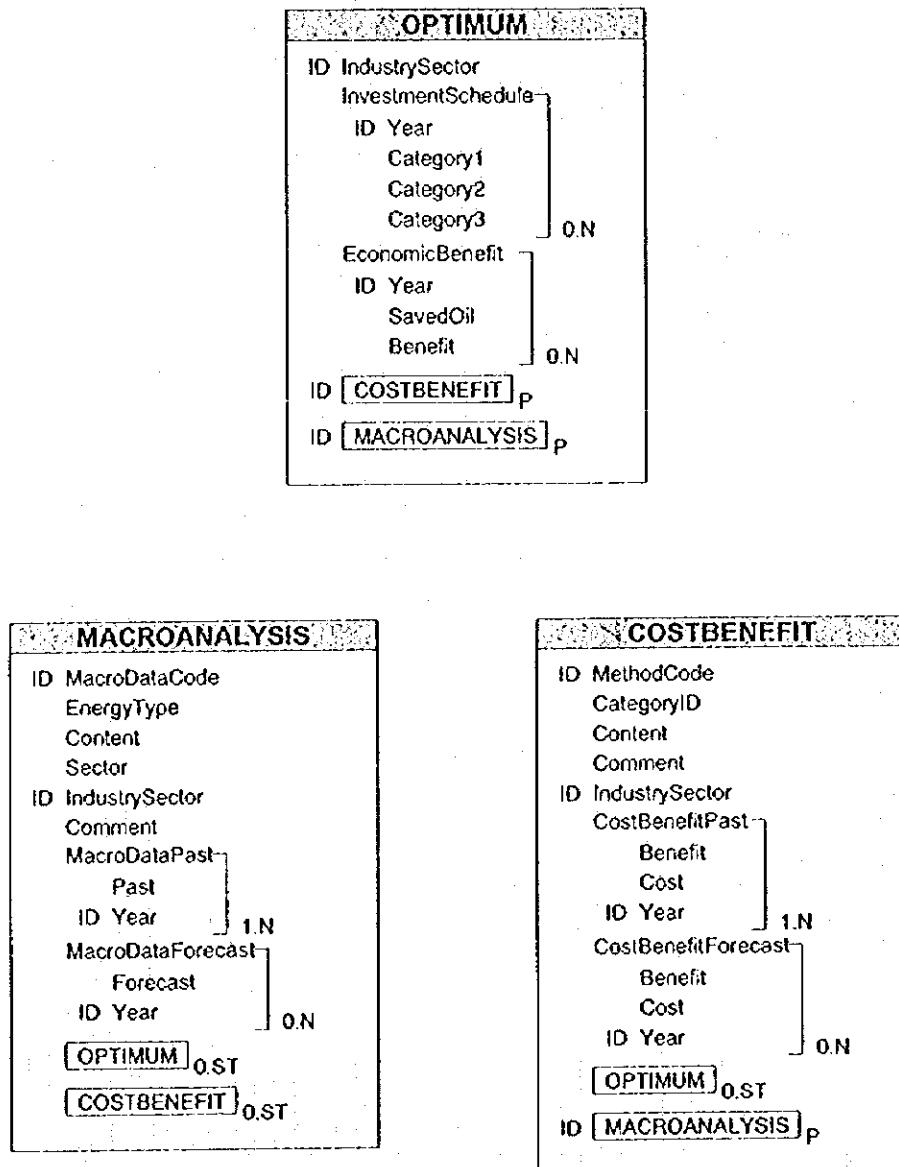 OPTIMUM
ID IndustrySector
InvestmentSchedule
ID Year
Category1
Category2
Category3
0.N
EconomicBenefit
ID Year
SavedOil
Benefit
0.N
ID COSTBENEFIT P
ID MACROANALYSIS P
MACROANALYSIS
ID MacroDataCode
EnergyType
Content
Sector
ID IndustrySector
Comment
MacroDataPast
Past
ID Year
1.N
MacroDataForecast
Forecast
ID Year
0.N
OPTIMUM 0.ST
COSTBENEFIT 0.ST
COSTBENEFIT
ID MethodCode
CategoryID
Content
Comment
ID IndustrySector
CostBenefitPast
Benefit
Cost
ID Year
1.N
CostBenefitForecast
Benefit
Cost
ID Year
0.N
OPTIMUM 0.ST
ID MACROANALYSIS P